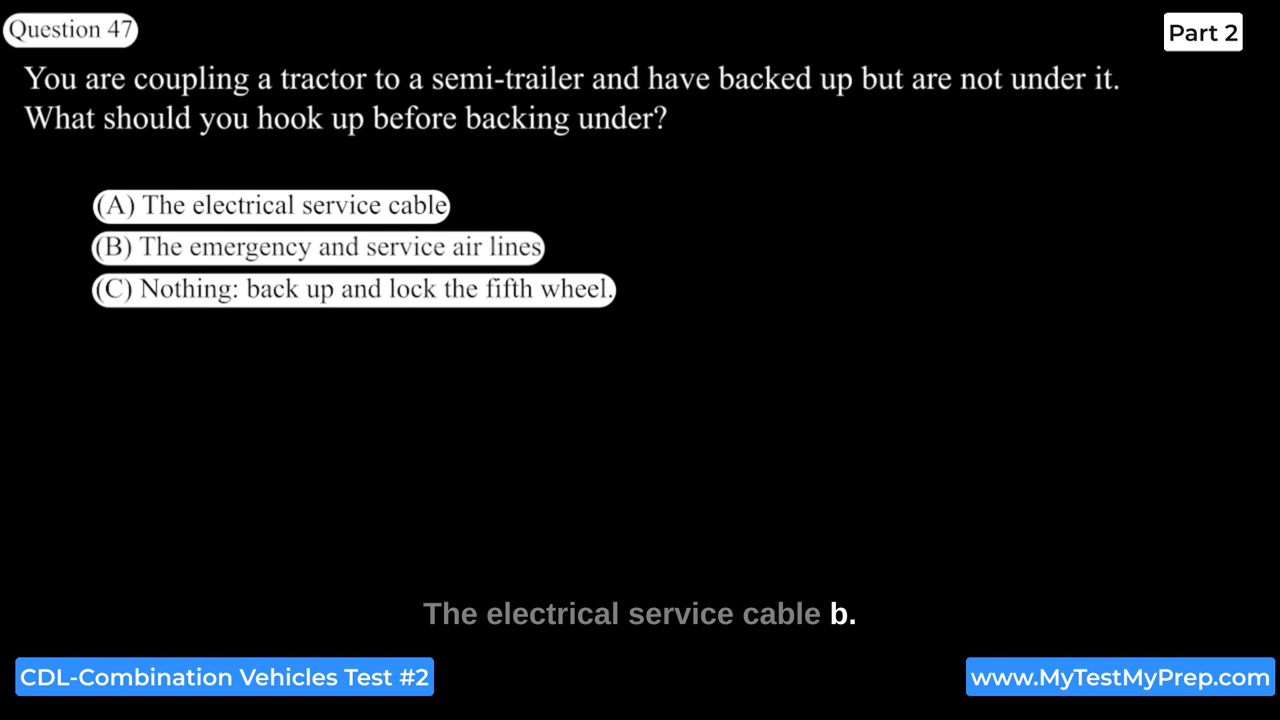 Question 47
Part 2
You are coupling a tractor to a semi-trailer and have backed up but are not under it.
What should you hook up before backing under?
(A) The electrical service cable
(B) The emergency and service air lines
(C) Nothing: back up and lock the fifth wheel.
The electrical service cable b.
CDL-Combination Vehicles Test #2
www.MyTestMyPrep.com